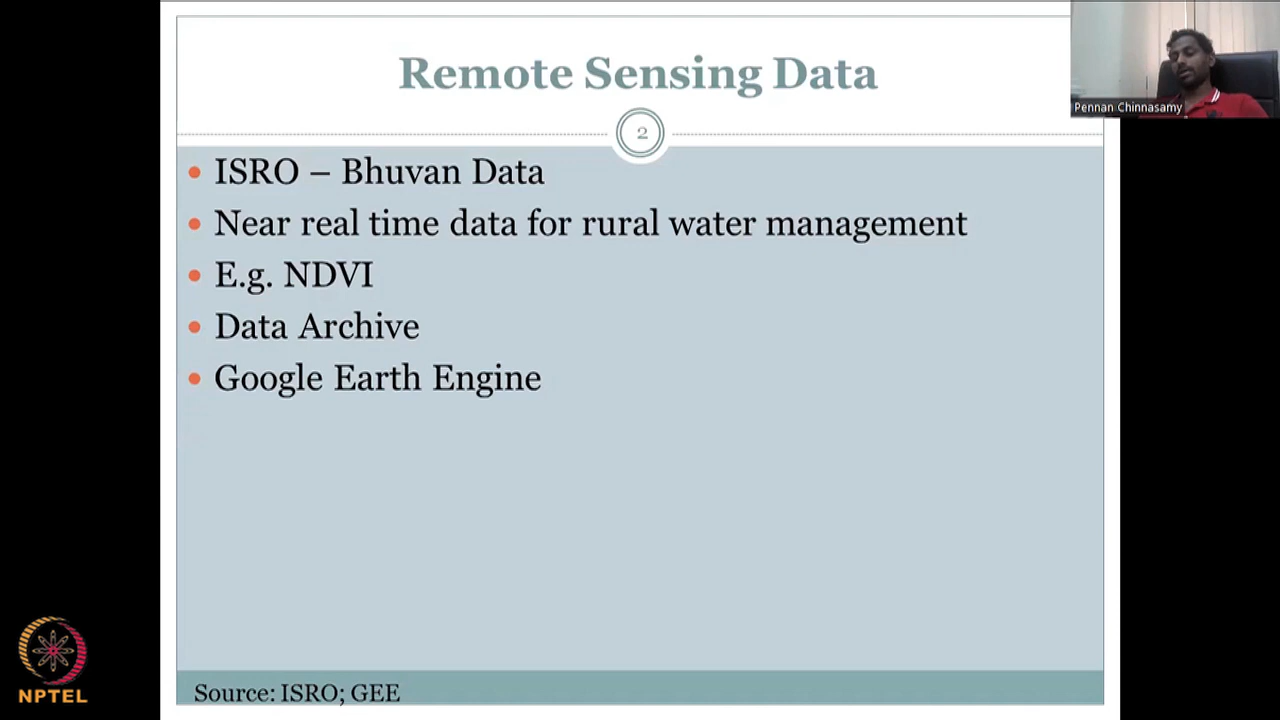 Remote Sensing Data
Pennan Chinnasamy
2
ISRO – Bhuvan Data
Near real time data for rural water management
E.g. NDVI
Data Archive
Google Earth Engine
Source: ISRO; GEE
NPTEL